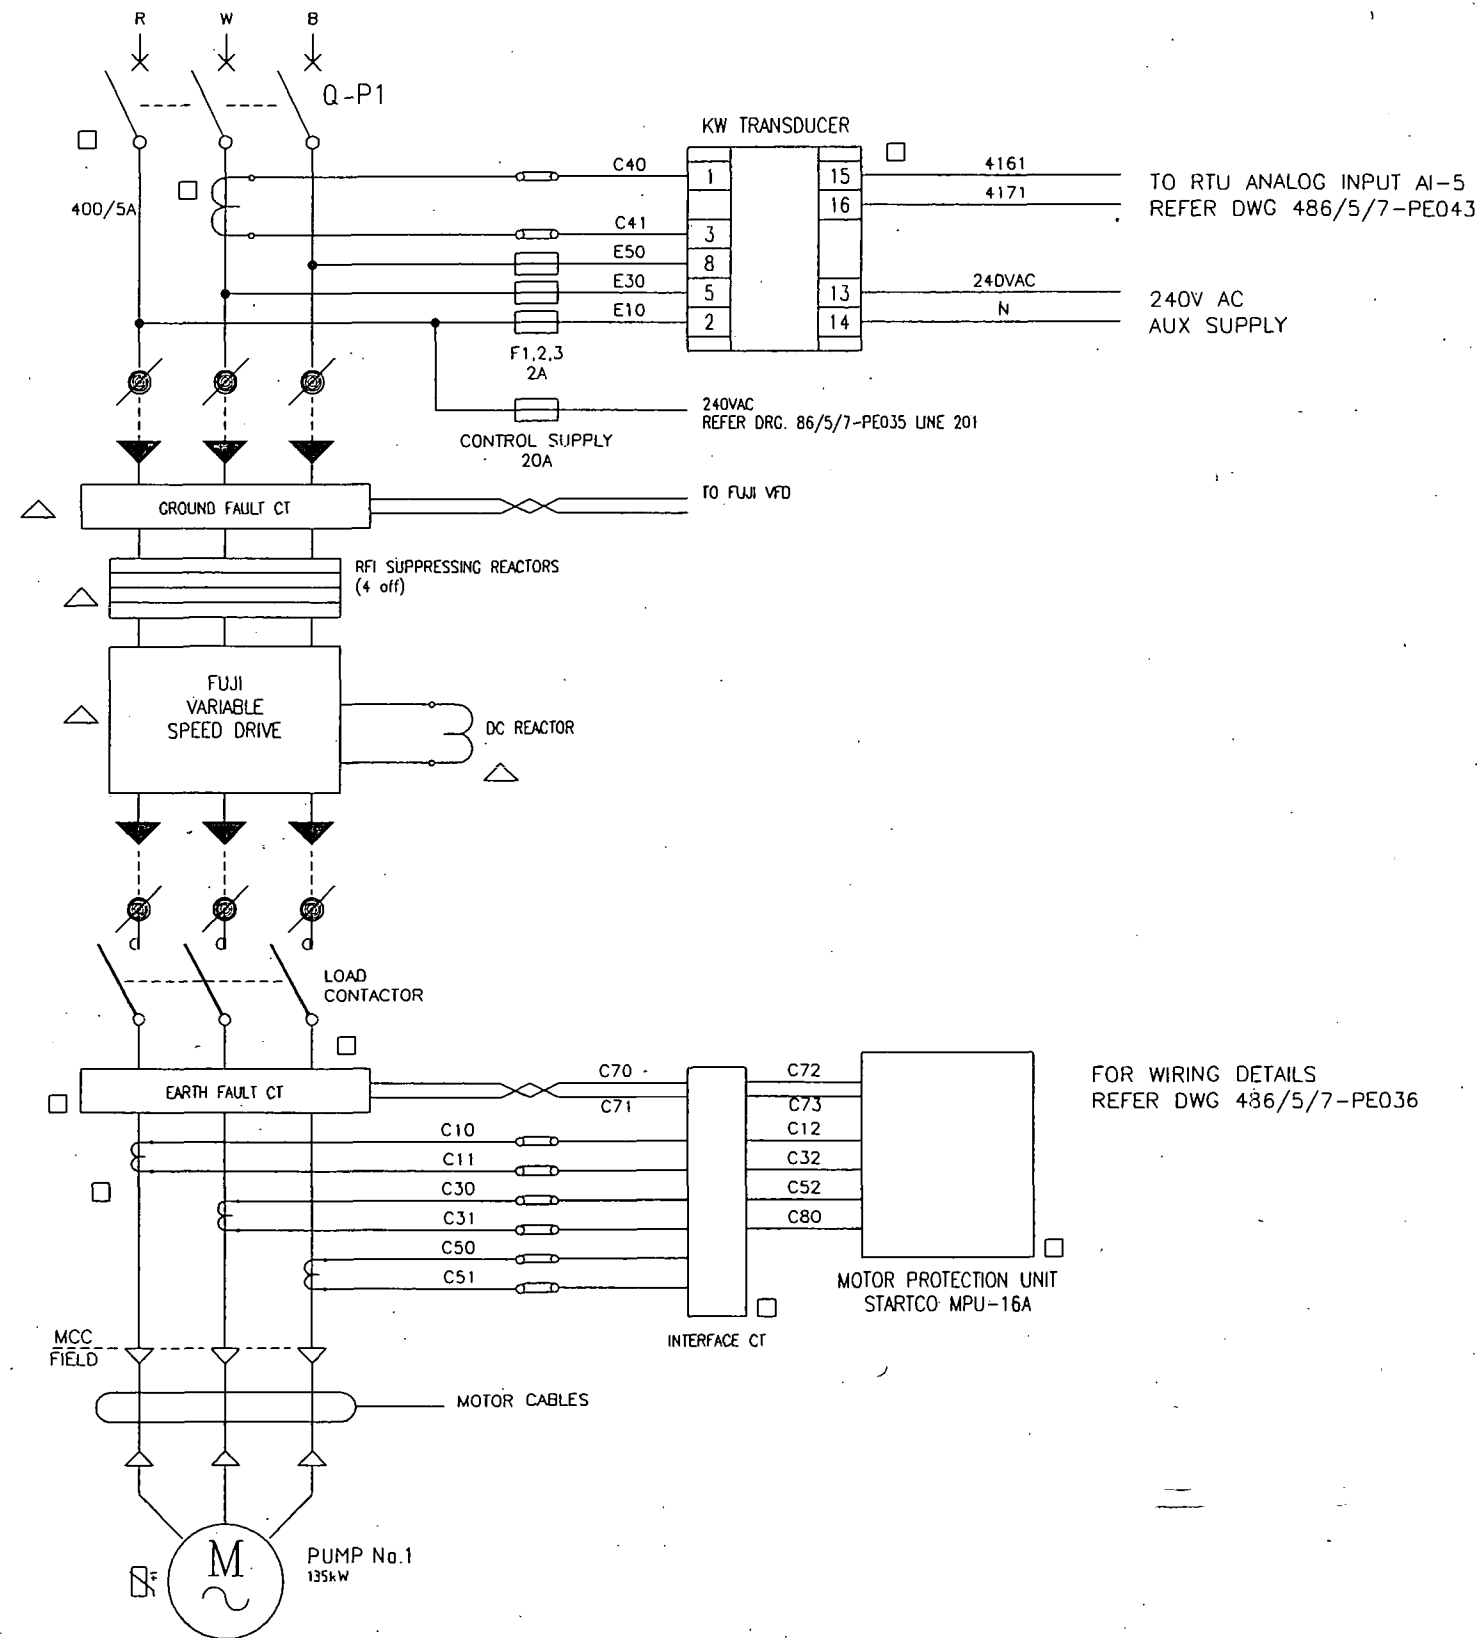 R W B
Q-P1
KW TRANSDUCER
400/5A
C40 1 15 4161
16 4171
TO RTU ANALOG INPUT AI-5
REFER DWG 486/5/7-PE043
C41 3
E50 8
E30 5 13 240VAC
E10 2 14 N
240V AC
AUX SUPPLY
F1,2,3
2A
240VAC
REFER DRG. 86/5/7-PE035 LINE 201
CONTROL SUPPLY
20A
GROUND FAULT CT
TO FUJI VFD
RFI SUPPRESSING REACTORS
(4 off)
FUJI
VARIABLE
SPEED DRIVE
DC REACTOR
LOAD
CONTACTOR
EARTH FAULT CT
C70 C72
C71 C73
C10 C12
C11 C32
C30 C52
C31 C80
C50
C51
FOR WIRING DETAILS
REFER DWG 486/5/7-PE036
MOTOR PROTECTION UNIT
STARTCO MPU-16A
INTERFACE CT
MCC
FIELD
MOTOR CABLES
M
PUMP No.1
135kW